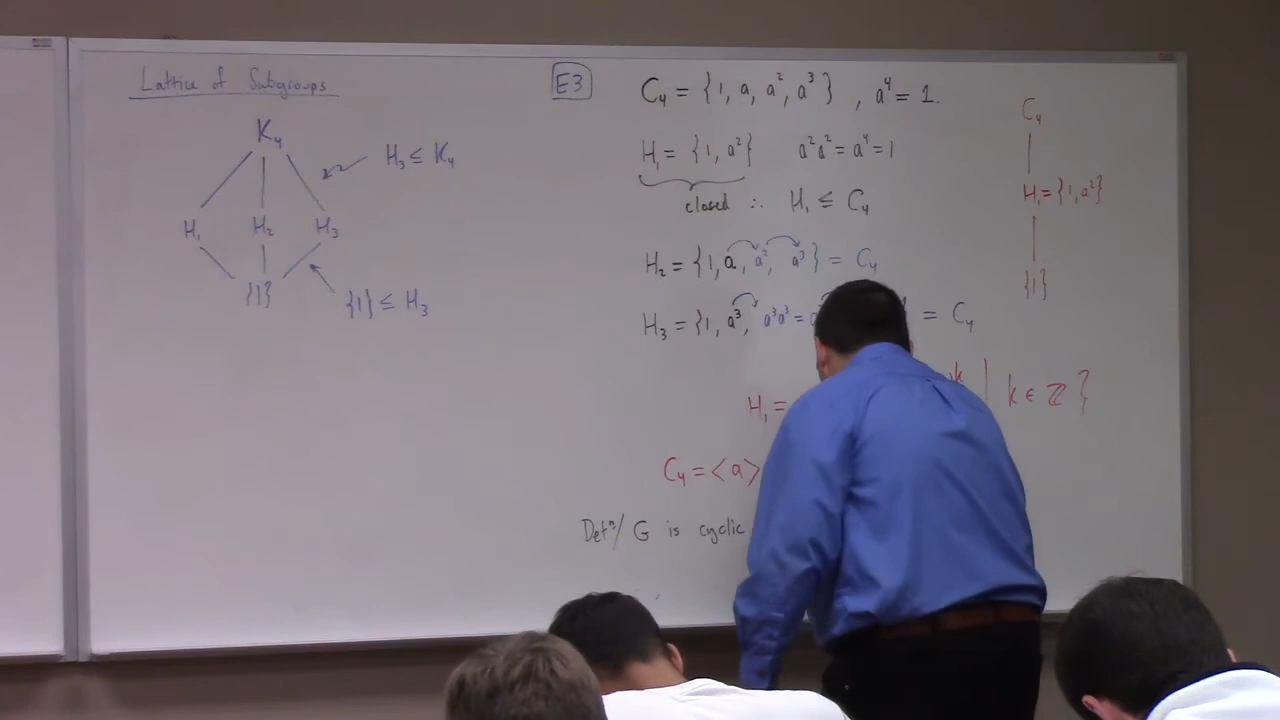 Lattice of Subgroups
K₄
H₃ ≤ K₄
H₁ H₂ H₃
{1}
{1} ≤ H₃
E3
C₄ = {1, a, a², a³}, a⁴ = 1.
H₁ = {1, a²} a²a² = a⁴ = 1
closed ∴ H₁ ≤ C₄
H₂ = {1, a, a², a³} = C₄
H₃ = {1, a³, a³a³ = = C₄
H₁ = k | k ∈ ℤ}
C₄ = <a>
Defⁿ/ G is cyclic
C₄
H₁ = {1, a²}
{1}